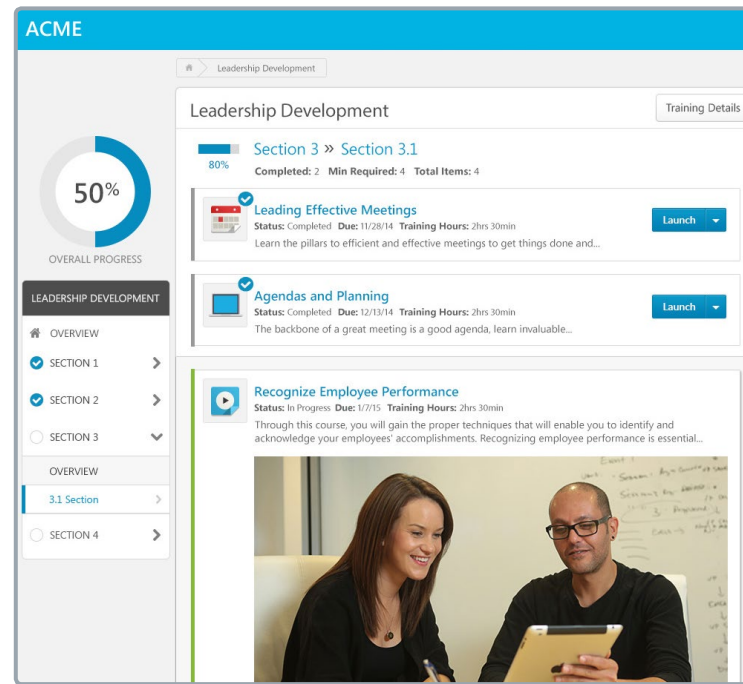 ACME
Leadership Development
Leadership Development
Training Details
50%
OVERALL PROGRESS
LEADERSHIP DEVELOPMENT
OVERVIEW
SECTION 1
SECTION 2
SECTION 3
OVERVIEW
3.1 Section
SECTION 4
80%
Section 3 » Section 3.1
Completed: 2 Min Required: 4 Total Items: 4
Leading Effective Meetings
Status: Completed Due: 11/28/14 Training Hours: 2hrs 30min
Learn the pillars to efficient and effective meetings to get things done and...
Launch
Agendas and Planning
Status: Completed Due: 12/13/14 Training Hours: 2hrs 30min
The backbone of a great meeting is a good agenda, learn invaluable...
Launch
Recognize Employee Performance
Status: In Progress Due: 1/7/15 Training Hours: 2hrs 30min
Through this course, you will gain the proper techniques that will enable you to identify and
acknowledge your employees' accomplishments. Recognizing employee performance is essential...